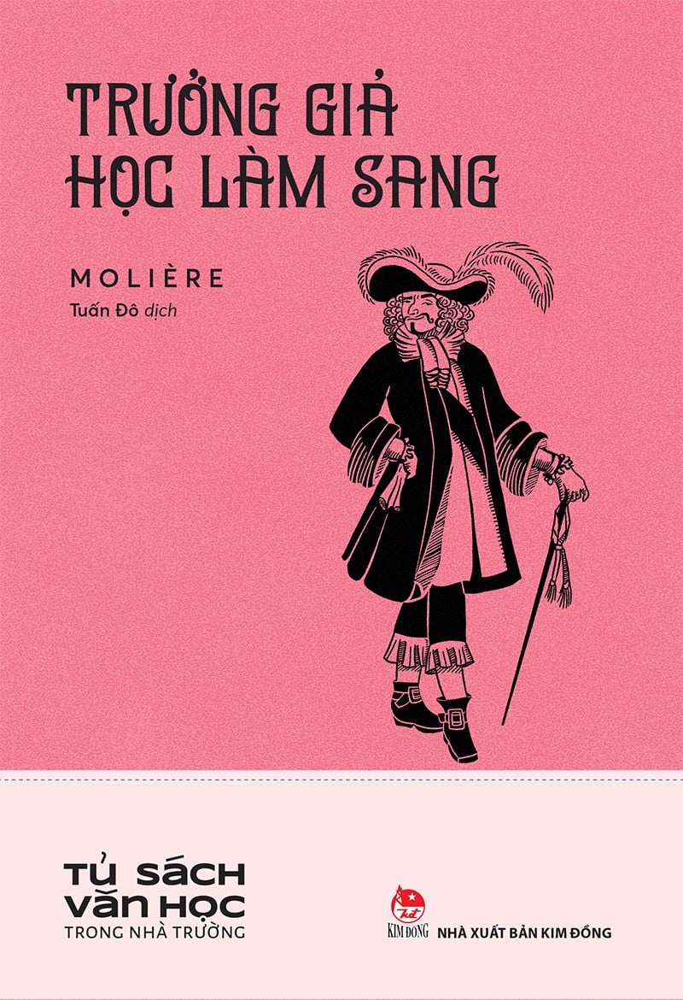 TRƯỞNG GIẢ
HỌC LÀM SANG
MOLIÈRE
Tuấn Đô dịch
TỦ SÁCH
VĂN HỌC
TRONG NHÀ TRƯỜNG
KIM ĐỒNG
NHÀ XUẤT BẢN KIM ĐỒNG